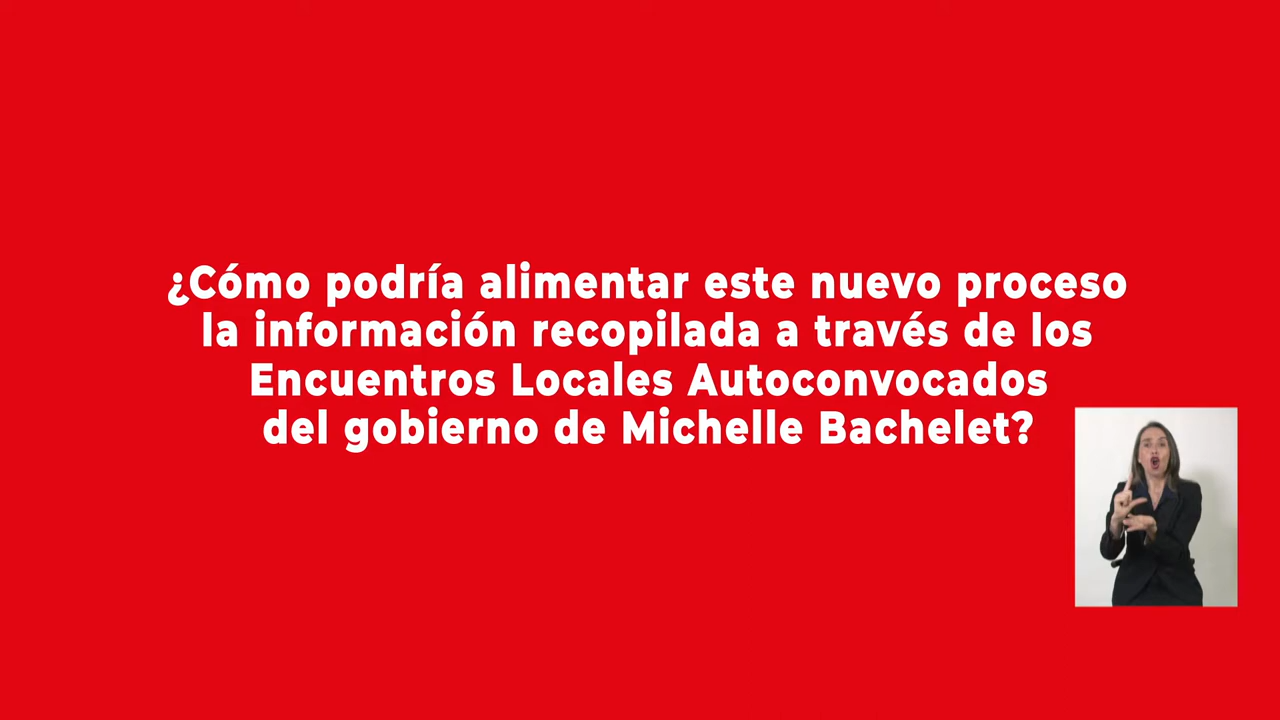 ¿Cómo podría alimentar este nuevo proceso
la información recopilada a través de los
Encuentros Locales Autoconvocados
del gobierno de Michelle Bachelet?